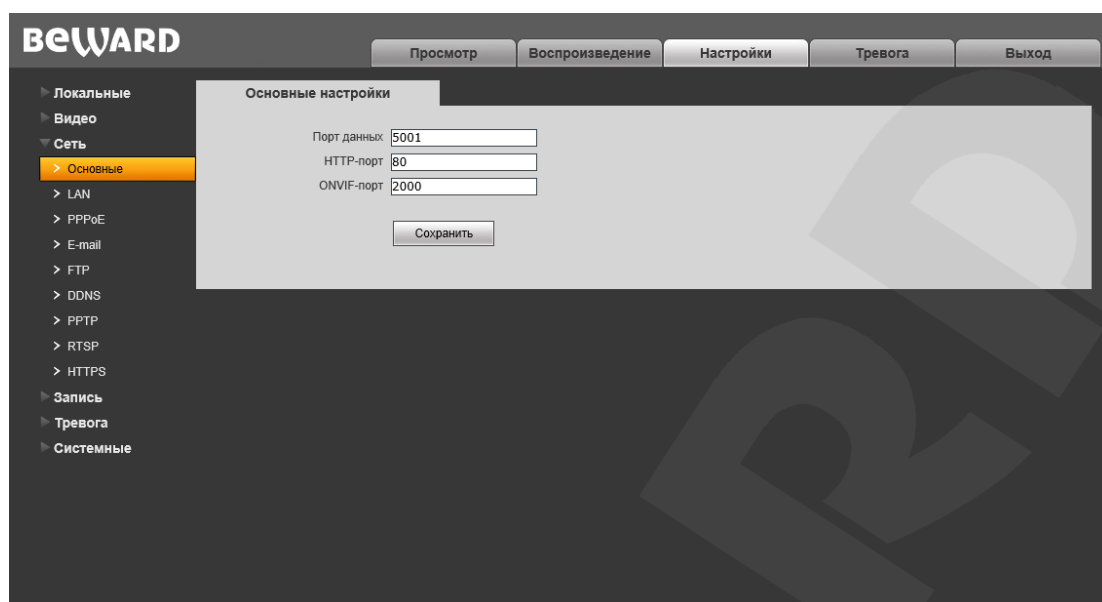 BEWARD
Просмотр
Воспроизведение
Настройки
Тревога
Выход
Локальные
Видео
Сеть
> Основные
> LAN
> PPPoE
> E-mail
> FTP
> DDNS
> PPTP
> RTSP
> HTTPS
Запись
Тревога
Системные
Основные настройки
Порт данных 5001
HTTP-порт 80
ONVIF-порт 2000
Сохранить
RD